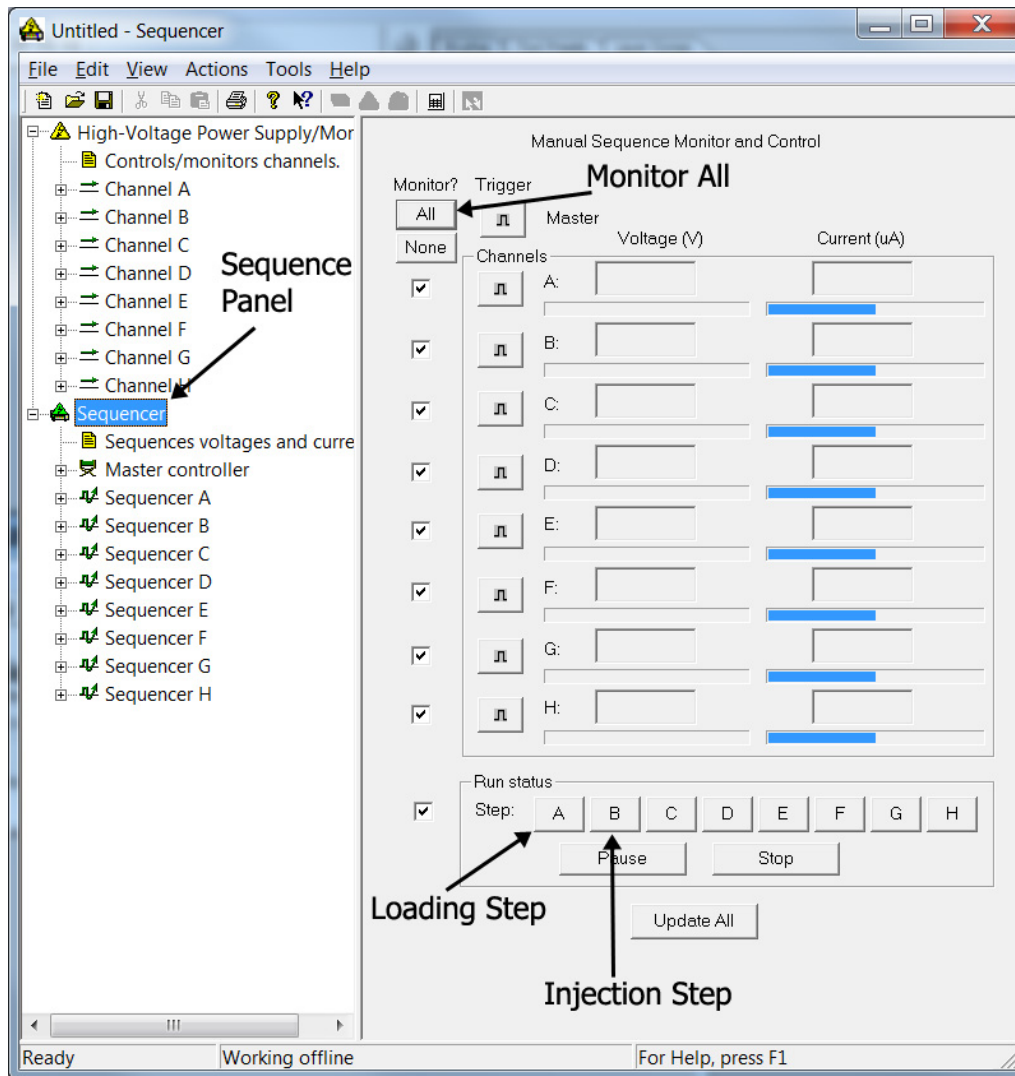 Untitled - Sequencer
File Edit View Actions Tools Help
High-Voltage Power Supply/Mor
Controls/monitors channels.
Channel A
Channel B
Channel C
Channel D
Channel E
Channel F
Channel G
Channel H
Sequencer
Sequences voltages and curre
Master controller
Sequencer A
Sequencer B
Sequencer C
Sequencer D
Sequencer E
Sequencer F
Sequencer G
Sequencer H
Sequence
Panel
Manual Sequence Monitor and Control
Monitor All
Monitor? Trigger
All
Master
None
Voltage (V) Current (uA)
Channels
A:
B:
C:
D:
E:
F:
G:
H:
Run status
Step: A B C D E F G H
Pause Stop
Loading Step
Update All
Injection Step
Ready Working offline For Help, press F1